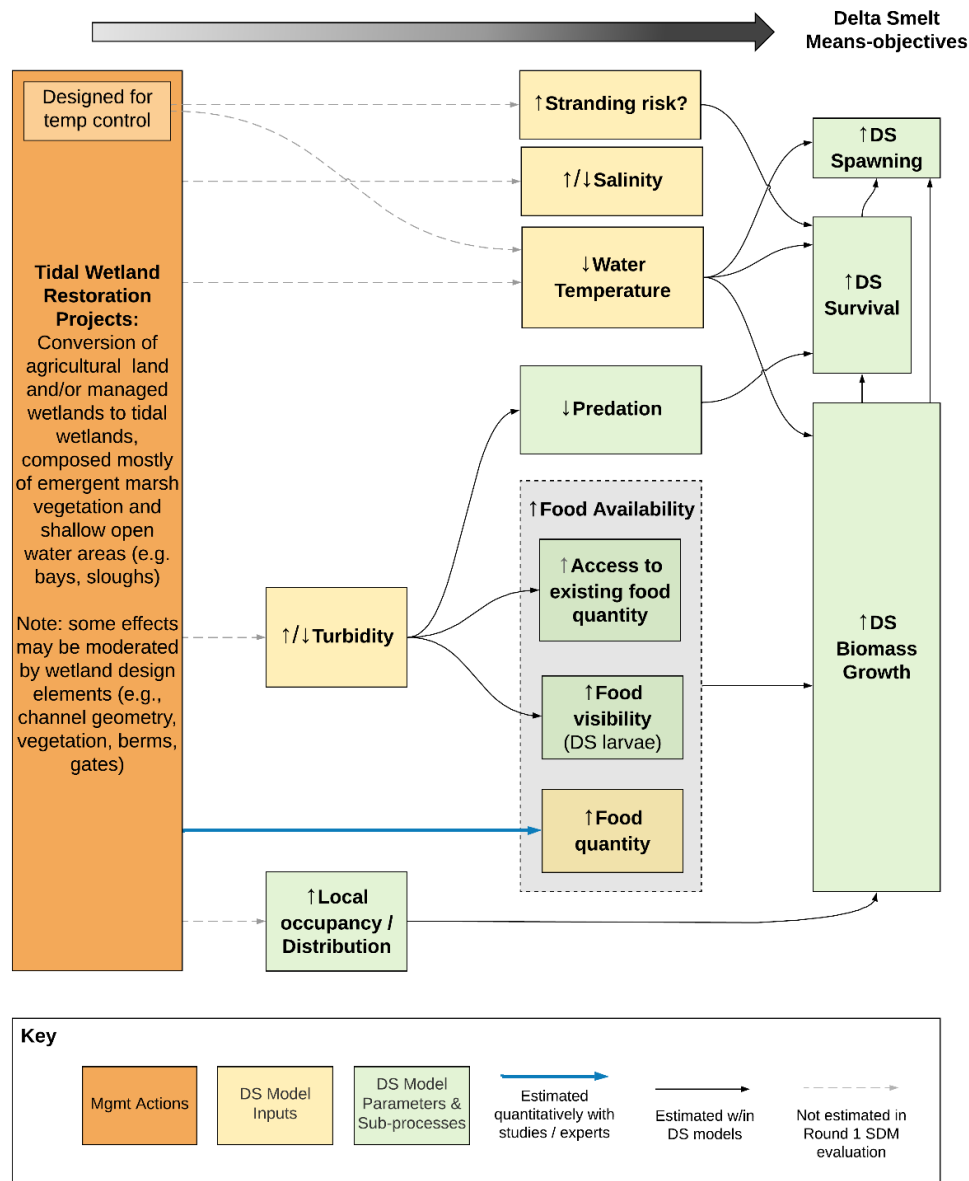 Delta Smelt
Means-objectives
Designed for
temp control
Tidal Wetland
Restoration
Projects:
Conversion of
agricultural land
and/or managed
wetlands to tidal
wetlands,
composed mostly
of emergent marsh
vegetation and
shallow open
water areas (e.g.
bays, sloughs)
Note: some effects
may be moderated
by wetland design
elements (e.g.,
channel geometry,
vegetation, berms,
gates)
↑Stranding risk?
↑/↓Salinity
↓Water
Temperature
↓Predation
↑Food Availability
↑Access to
existing food
quantity
↑Food
visibility
(DS larvae)
↑Food
quantity
↑/↓Turbidity
↑Local
occupancy /
Distribution
↑DS
Spawning
↑DS
Survival
↑DS
Biomass
Growth
Key
Mgmt Actions
DS Model
Inputs
DS Model
Parameters &
Sub-processes
Estimated
quantitatively with
studies / experts
Estimated w/in
DS models
Not estimated in
Round 1 SDM
evaluation